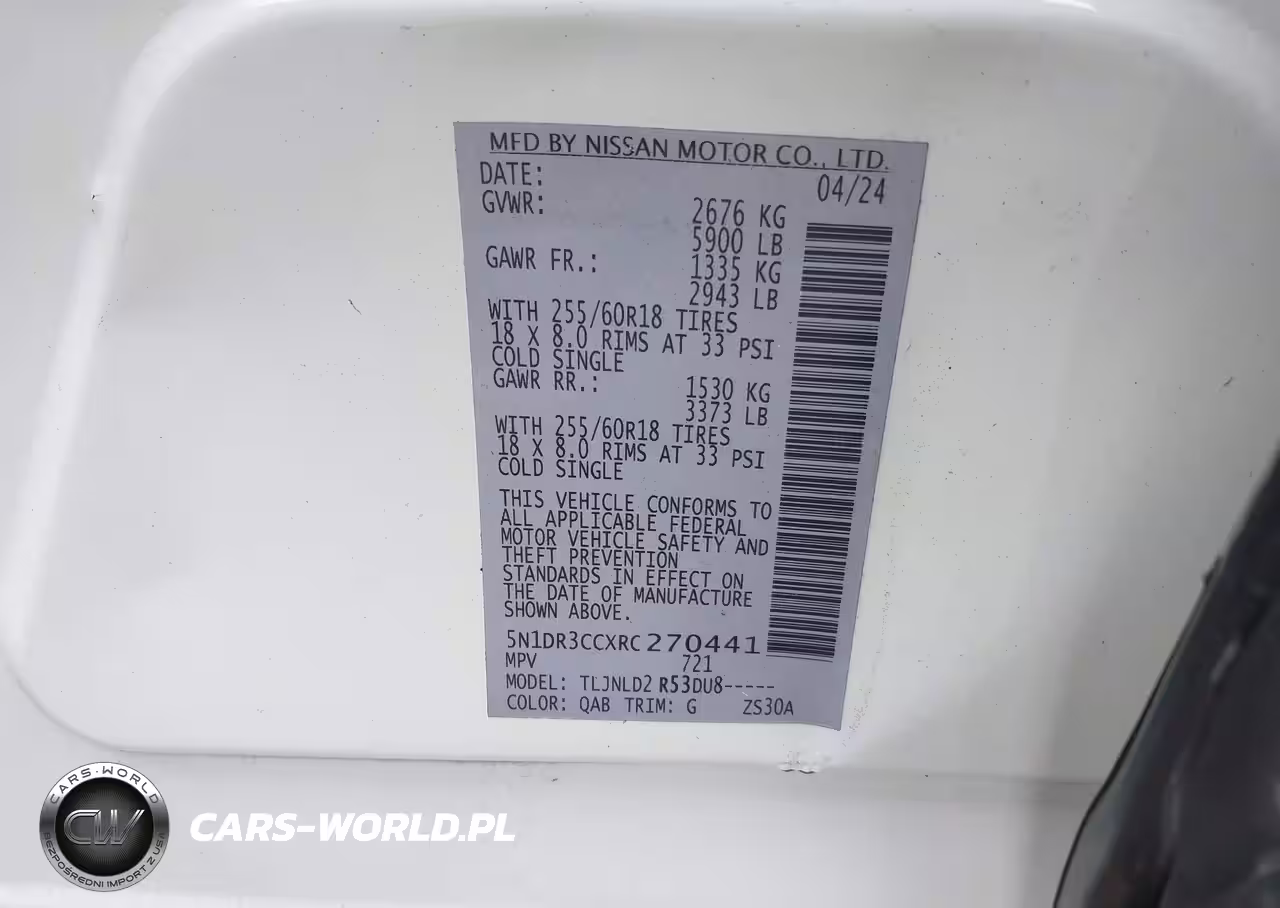 MFD BY NISSAN MOTOR CO., LTD.
DATE: 04/24
GVWR: 2676 KG
5900 LB
GAWR FR.: 1335 KG
2943 LB
WITH 255/60R18 TIRES
18 X 8.0 RIMS AT 33 PSI
COLD SINGLE
GAWR RR.: 1530 KG
3373 LB
WITH 255/60R18 TIRES
18 X 8.0 RIMS AT 33 PSI
COLD SINGLE
THIS VEHICLE CONFORMS TO
ALL APPLICABLE FEDERAL
MOTOR VEHICLE SAFETY AND
THEFT PREVENTION
STANDARDS IN EFFECT ON
THE DATE OF MANUFACTURE
SHOWN ABOVE.
5N1DR3CCXRC270441
MPV 721
MODEL: TLJNLD2 R53DU8-----
COLOR: QAB TRIM: G ZS30A
CARS-WORLD
CW
BEZPOŚREDNI IMPORT Z USA
CARS-WORLD.PL